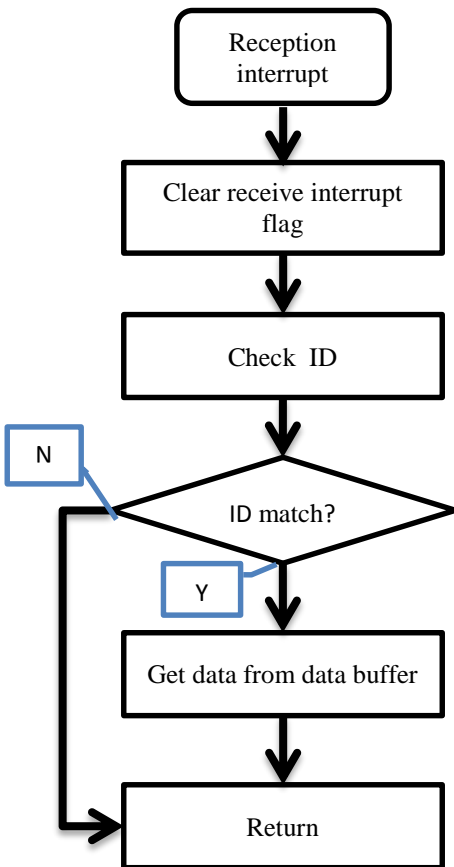 Reception
interrupt
Clear receive interrupt
flag
Check ID
N
ID match?
Y
Get data from data buffer
Return